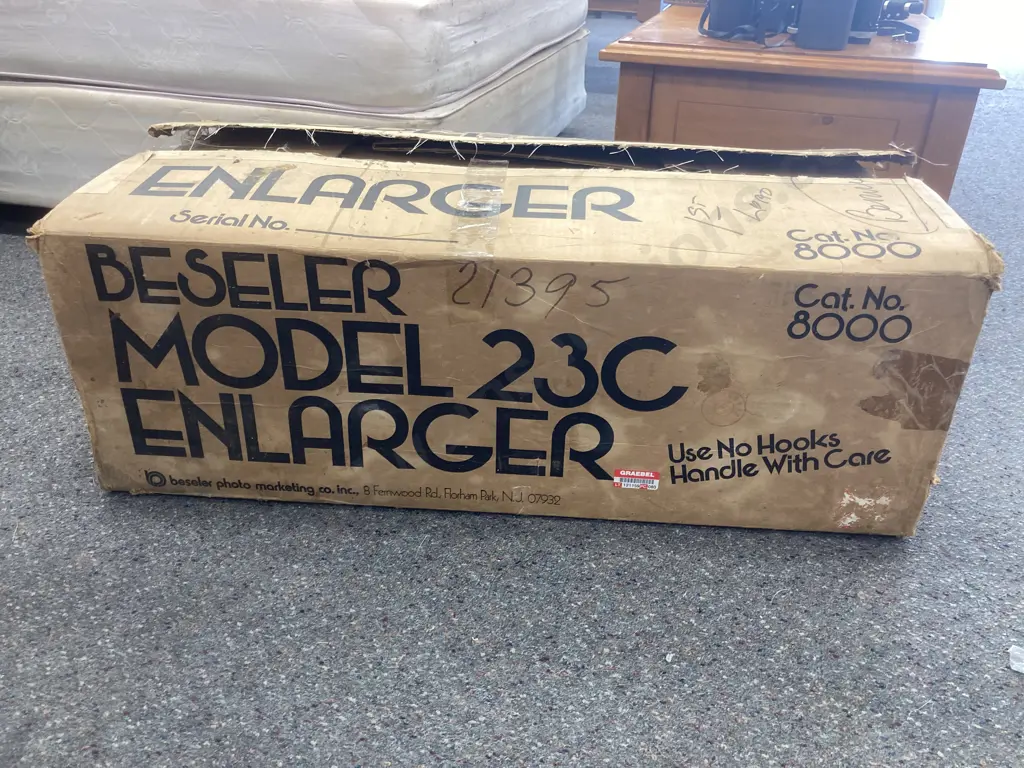 ENLARGER
Serial No.
1ST
Cat. No.
8000
BESELER
21395
Cat. No.
8000
MODEL 23C
ENLARGER
Use No Hooks
Handle With Care
beseler photo marketing co. inc., 8 Fernwood Rd., Florham Park, N.J. 07932
GRAEBEL